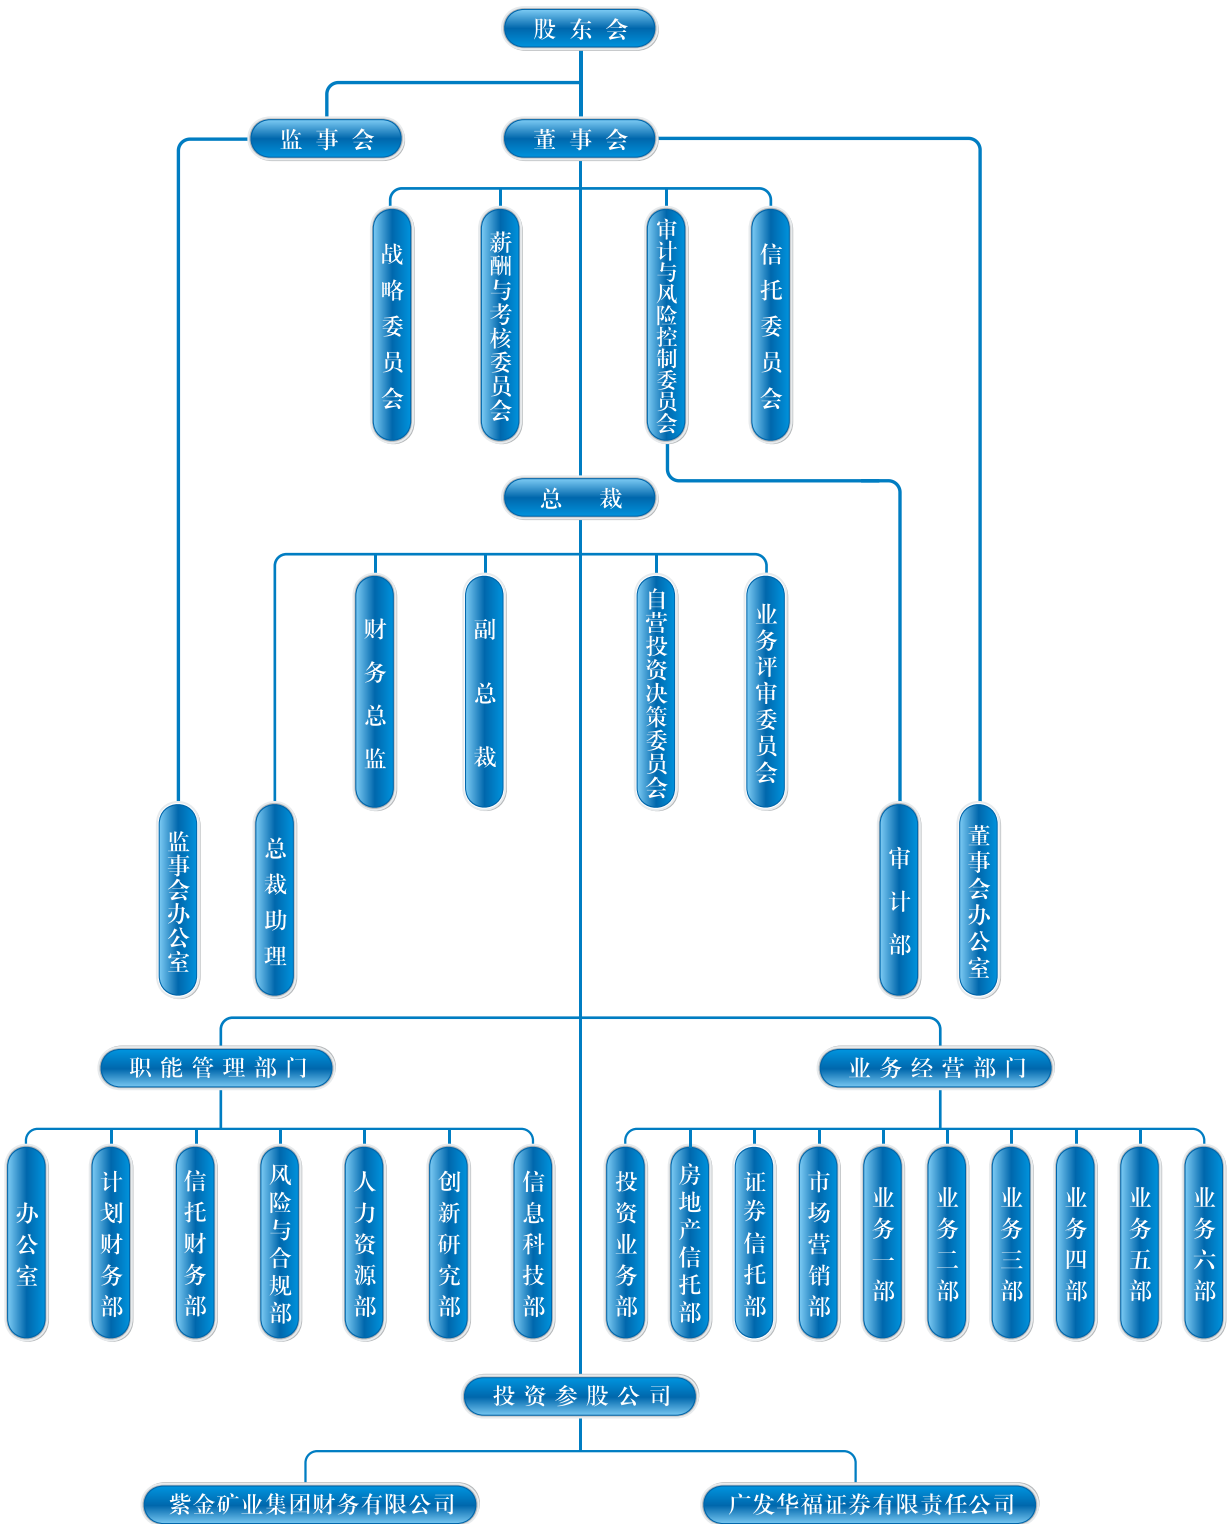 股东会
监事会
董事会
战略委员会
薪酬与考核委员会
审计与风险控制委员会
信托委员会
总裁
财务总监
副总裁
自营投资决策委员会
业务评审委员会
监事会办公室
总裁助理
审计部
董事会办公室
职能管理部门
业务经营部门
办公室
计划财务部
信托财务部
风险与合规部
人力资源部
创新研究部
信息科技部
投资业务部
房地产信托部
证券信托部
市场营销部
业务一部
业务二部
业务三部
业务四部
业务五部
业务六部
投资参股公司
紫金矿业集团财务有限公司
广发华福证券有限责任公司